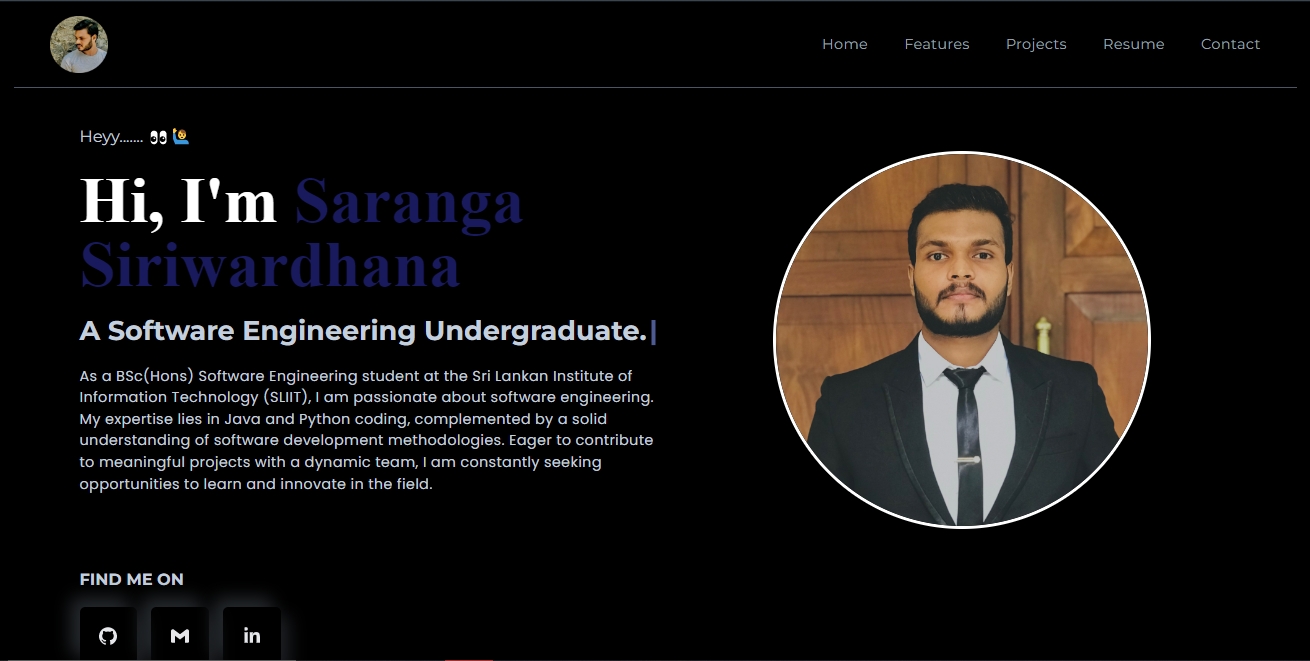 Home Features Projects Resume Contact
Heyy....... 👀🙋‍♂️
Hi, I'm Saranga
Siriwardhana
A Software Engineering Undergraduate.|
As a BSc(Hons) Software Engineering student at the Sri Lankan Institute of
Information Technology (SLIIT), I am passionate about software engineering.
My expertise lies in Java and Python coding, complemented by a solid
understanding of software development methodologies. Eager to contribute
to meaningful projects with a dynamic team, I am constantly seeking
opportunities to learn and innovate in the field.
FIND ME ON